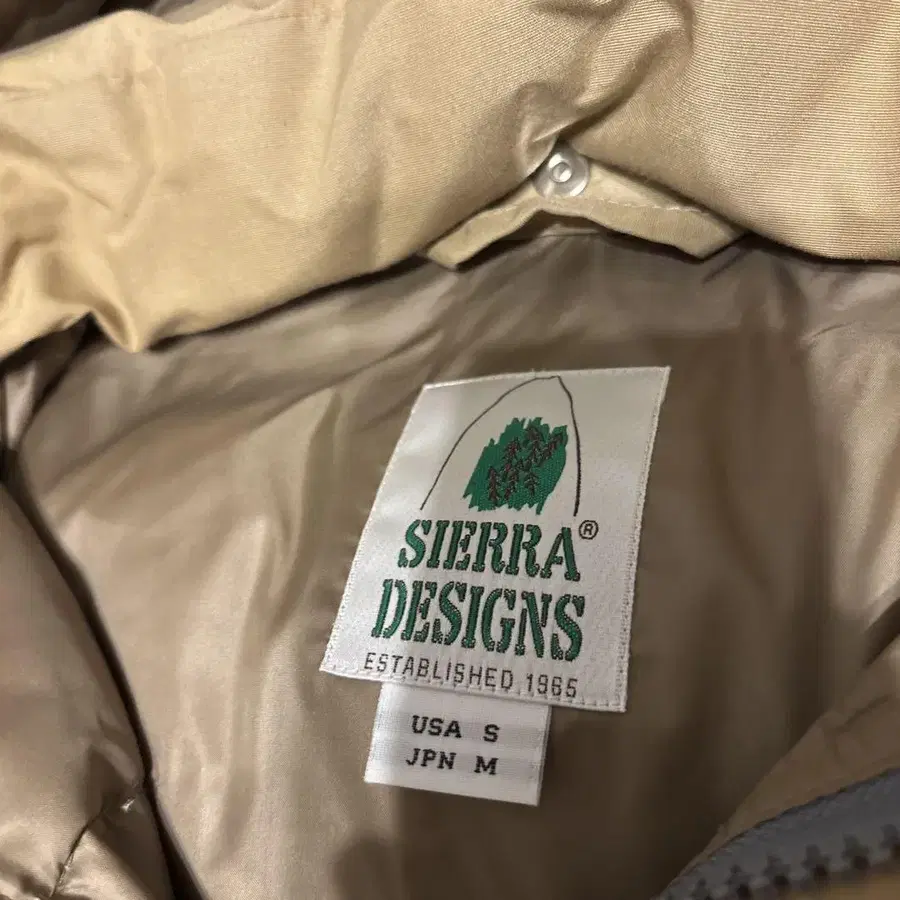 SIERRA®
DESIGNS
ESTABLISHED 1965
USA S
JPN M